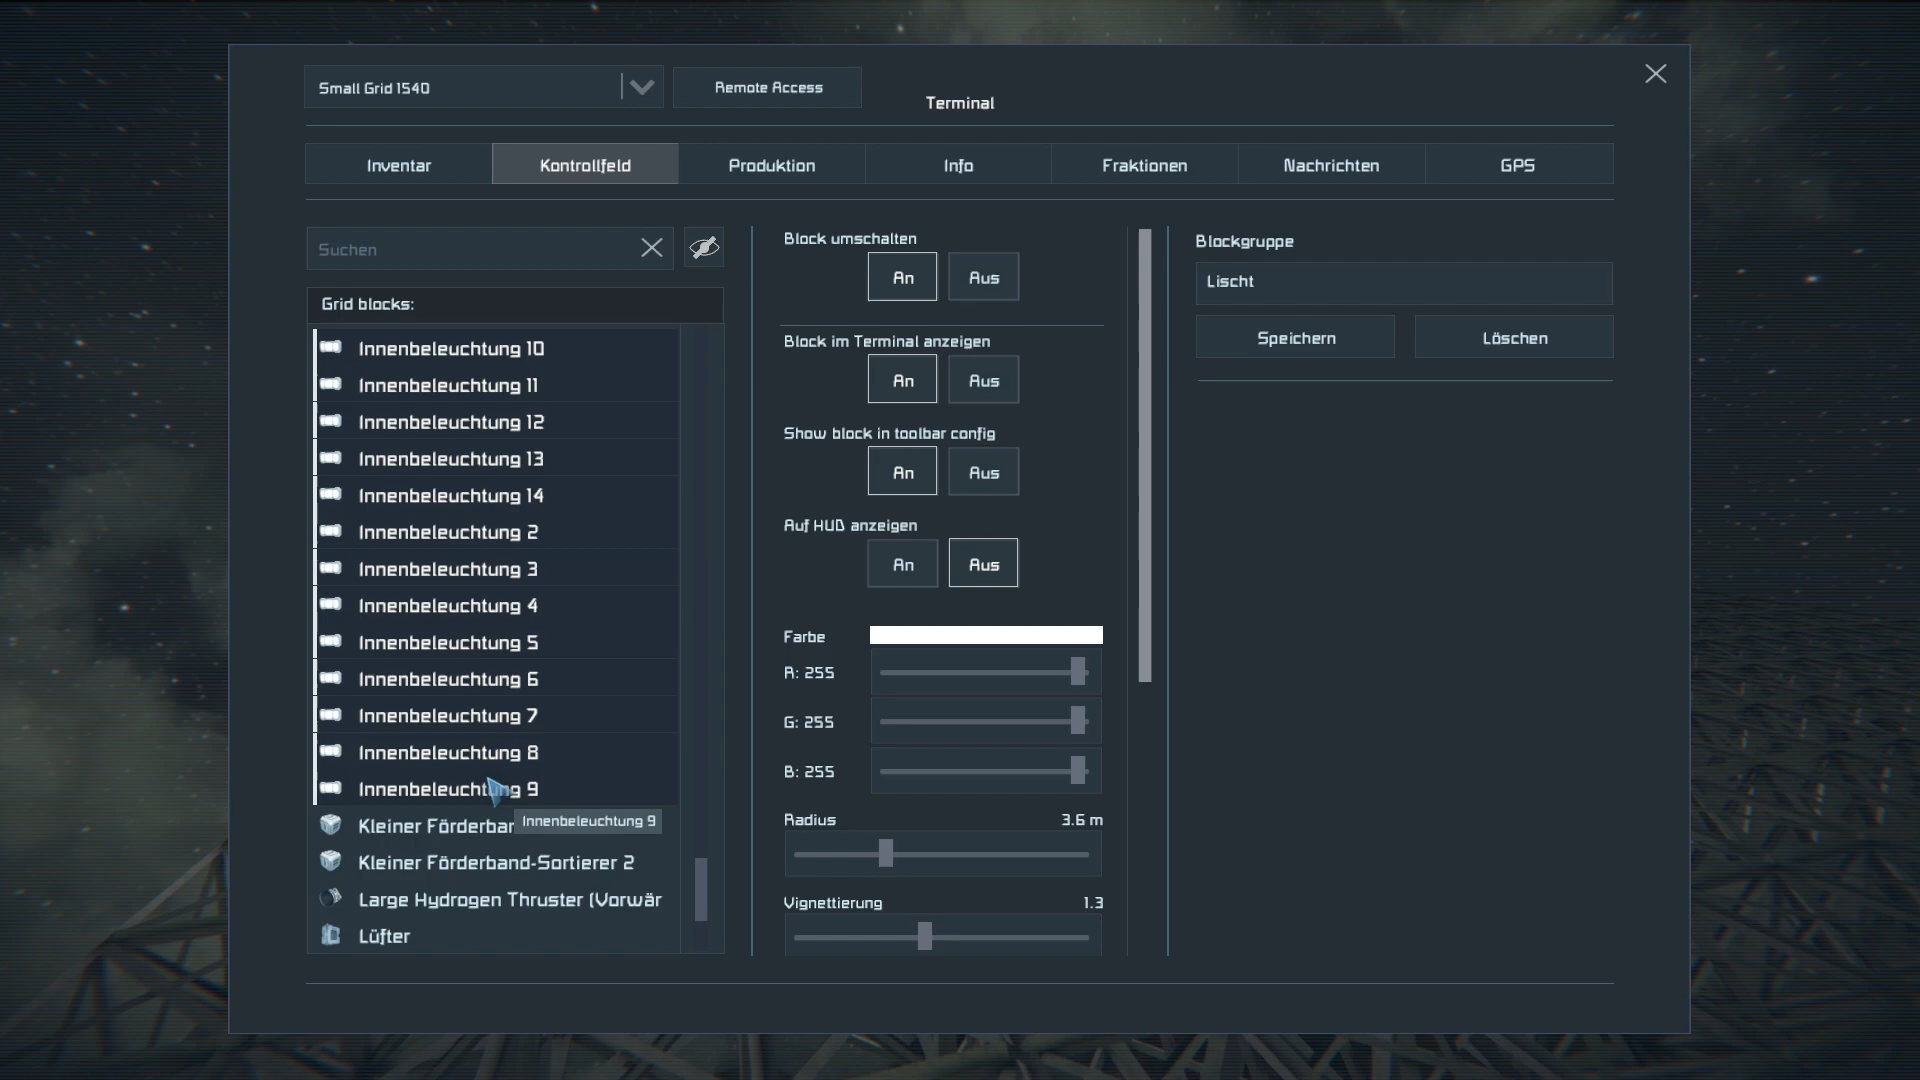 Small Grid 1540
Remote Access
Terminal
Inventar
Kontrollfeld
Produktion
Info
Fraktionen
Nachrichten
GPS
Suchen
Grid blocks:
Innenbeleuchtung 10
Innenbeleuchtung 11
Innenbeleuchtung 12
Innenbeleuchtung 13
Innenbeleuchtung 14
Innenbeleuchtung 2
Innenbeleuchtung 3
Innenbeleuchtung 4
Innenbeleuchtung 5
Innenbeleuchtung 6
Innenbeleuchtung 7
Innenbeleuchtung 8
Innenbeleuchtung 9
Kleiner Förderban
Innenbeleuchtung 9
Kleiner Förderband-Sortierer 2
Large Hydrogen Thruster (Vorwär
Lüfter
Block umschalten
An Aus
Block im Terminal anzeigen
An Aus
Show block in toolbar config
An Aus
Auf HUD anzeigen
An Aus
Farbe
R: 255
G: 255
B: 255
Radius 3.6 m
Vignettierung 1.3
Blockgruppe
Lischt
Speichern Löschen